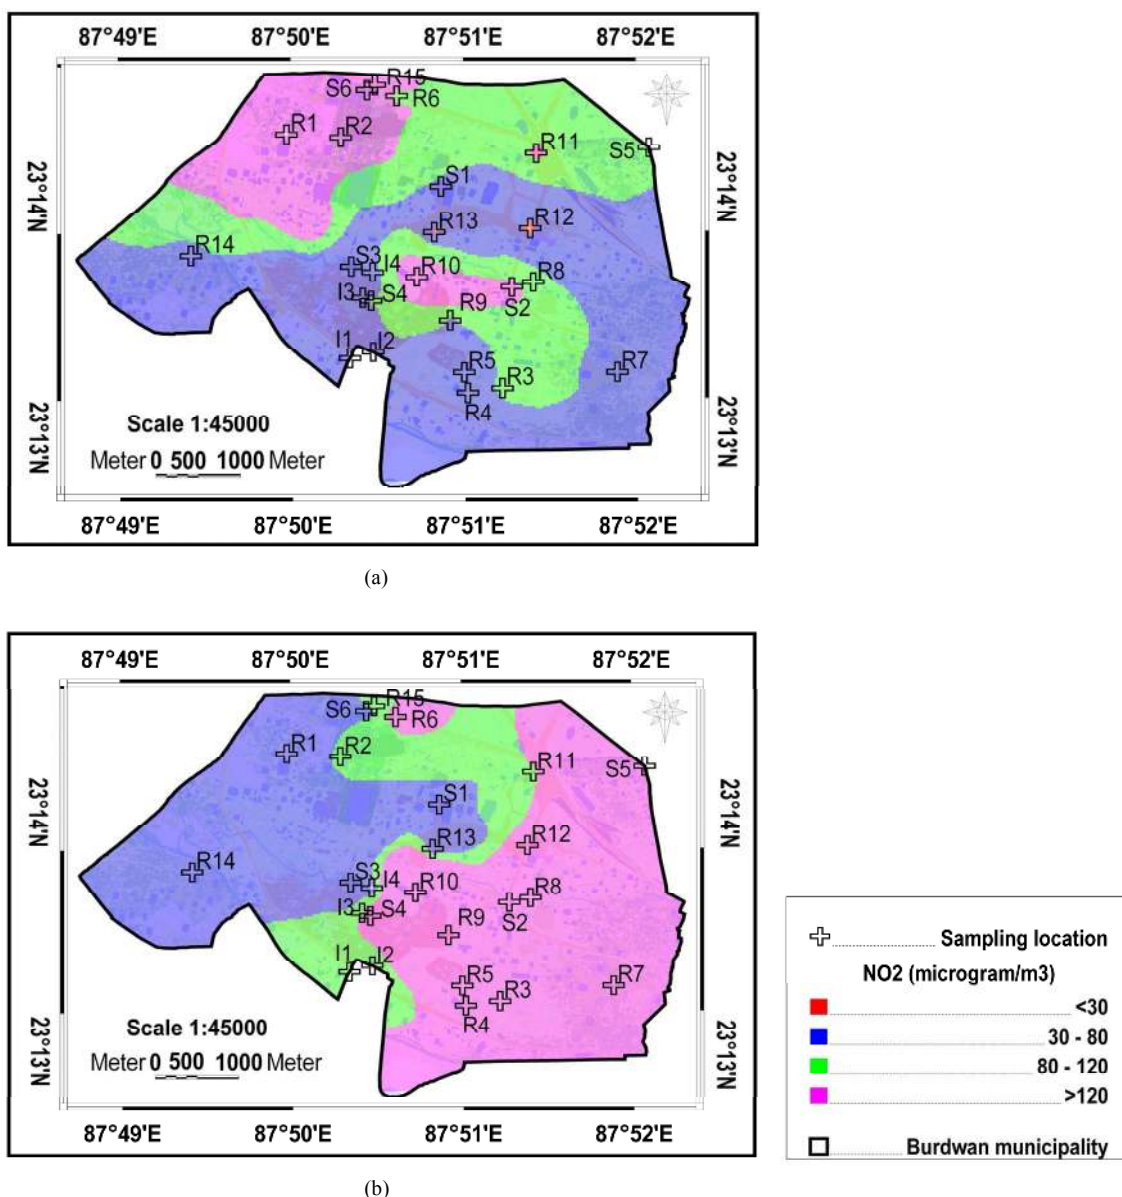 87°49'E 87°50'E 87°51'E 87°52'E
R15
S6
R6
R1 R2
R11
S5
23°14'N 23°14'N
S1
R13 R12
R14
S3 I4 R10 R8
I3 S4 R9 S2
I1 I2
R5 R3 R7
R4
23°13'N 23°13'N
Scale 1:45000
Meter 0 500 1000 Meter
87°49'E 87°50'E 87°51'E 87°52'E
(a)
87°49'E 87°50'E 87°51'E 87°52'E
R15
S6
R6
R1 R2
R11
S5
23°14'N 23°14'N
S1
R13 R12
R14
S3 I4 R10 R8
I3 S4 R9 S2
I1 I2
R5 R3 R7
R4
23°13'N 23°13'N
Scale 1:45000
Meter 0 500 1000 Meter
87°49'E 87°50'E 87°51'E 87°52'E
(b)
Sampling location
NO2 (microgram/m3)
<30
30 - 80
80 - 120
>120
Burdwan municipality